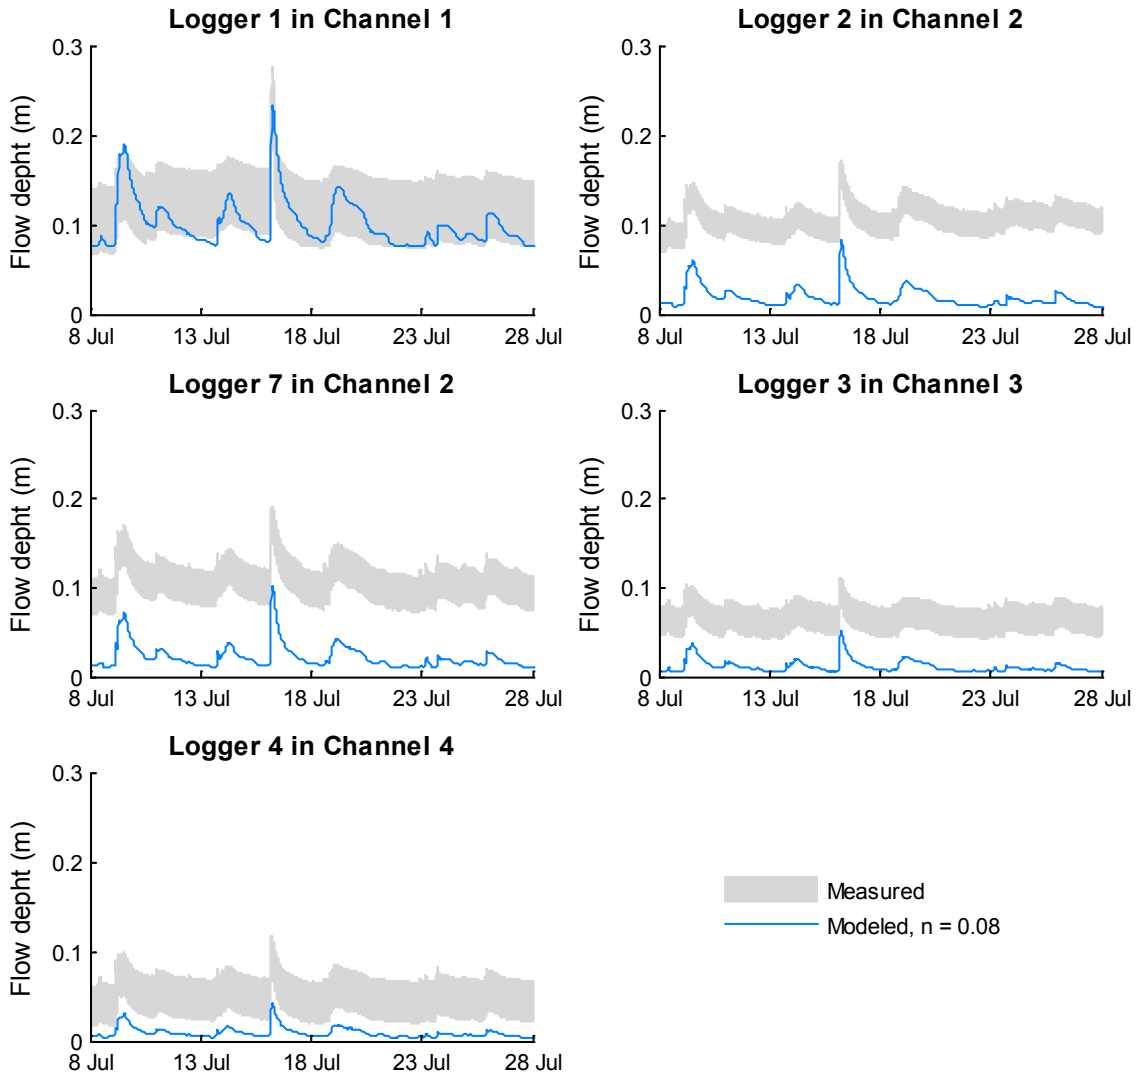 Logger 1 in Channel 1
Flow depht (m)
0.3
0.2
0.1
0
8 Jul
13 Jul
18 Jul
23 Jul
28 Jul
Logger 2 in Channel 2
Flow depht (m)
0.3
0.2
0.1
0
8 Jul
13 Jul
18 Jul
23 Jul
28 Jul
Logger 7 in Channel 2
Flow depht (m)
0.3
0.2
0.1
0
8 Jul
13 Jul
18 Jul
23 Jul
28 Jul
Logger 3 in Channel 3
Flow depht (m)
0.3
0.2
0.1
0
8 Jul
13 Jul
18 Jul
23 Jul
28 Jul
Logger 4 in Channel 4
Flow depht (m)
0.3
0.2
0.1
0
8 Jul
13 Jul
18 Jul
23 Jul
28 Jul
Measured
Modeled, n = 0.08